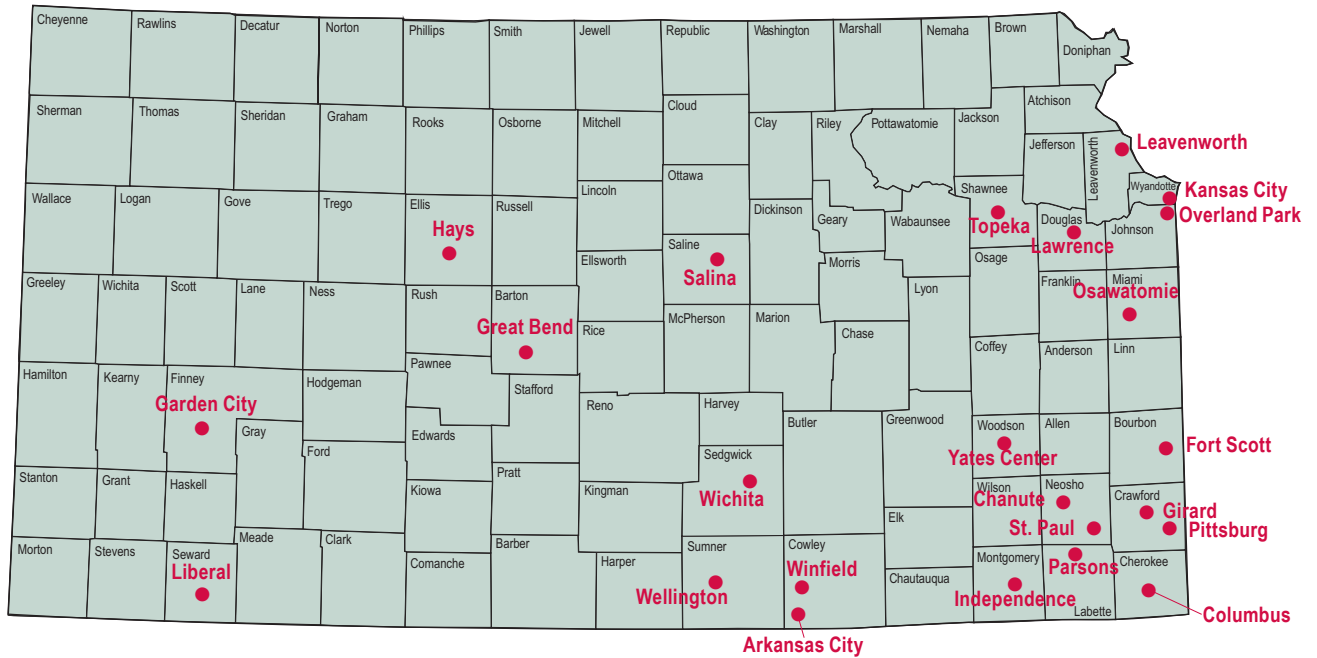 Cheyenne
Rawlins
Decatur
Norton
Phillips
Smith
Jewell
Republic
Washington
Marshall
Nemaha
Brown
Doniphan
Sherman
Thomas
Sheridan
Graham
Rooks
Osborne
Mitchell
Cloud
Clay
Riley
Pottawatomie
Jackson
Atchison
Jefferson
Leavenworth
Leavenworth
Wyandotte
Kansas City
Overland Park
Wallace
Logan
Gove
Trego
Ellis
Hays
Russell
Lincoln
Ottawa
Dickinson
Geary
Wabaunsee
Shawnee
Topeka
Douglas
Lawrence
Johnson
Ellsworth
Saline
Salina
Morris
Osage
Franklin
Miami
Osawatomie
Greeley
Wichita
Scott
Lane
Ness
Rush
Barton
Great Bend
Rice
McPherson
Marion
Chase
Lyon
Coffey
Anderson
Linn
Hamilton
Kearny
Finney
Garden City
Hodgeman
Pawnee
Stafford
Reno
Harvey
Butler
Greenwood
Woodson
Yates Center
Allen
Bourbon
Fort Scott
Gray
Ford
Edwards
Pratt
Kingman
Sedgwick
Wichita
Elk
Wilson
Chanute
Neosho
St. Paul
Crawford
Girard
Pittsburg
Stanton
Grant
Haskell
Kiowa
Morton
Stevens
Seward
Liberal
Meade
Clark
Comanche
Barber
Harper
Sumner
Wellington
Cowley
Winfield
Arkansas City
Chautauqua
Montgomery
Independence
Parsons
Labette
Cherokee
Columbus